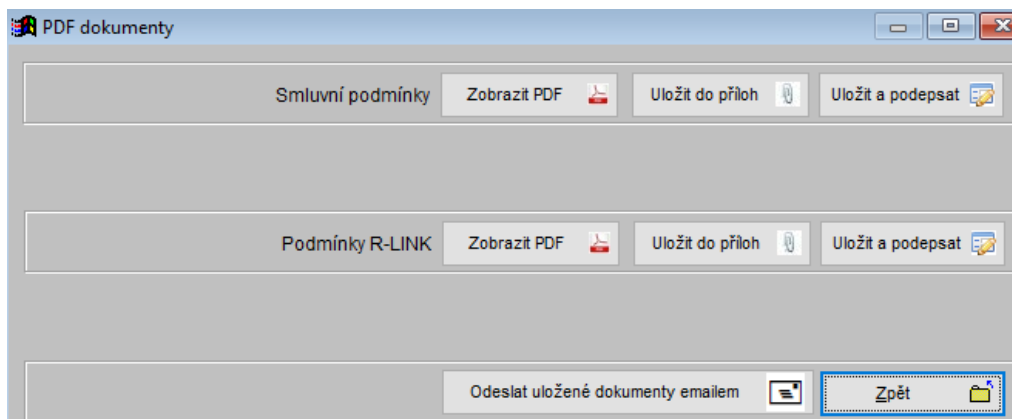 PDF dokumenty
Smluvní podmínky Zobrazit PDF Uložit do příloh Uložit a podepsat
Podmínky R-LINK Zobrazit PDF Uložit do příloh Uložit a podepsat
Odeslat uložené dokumenty emailem Zpět